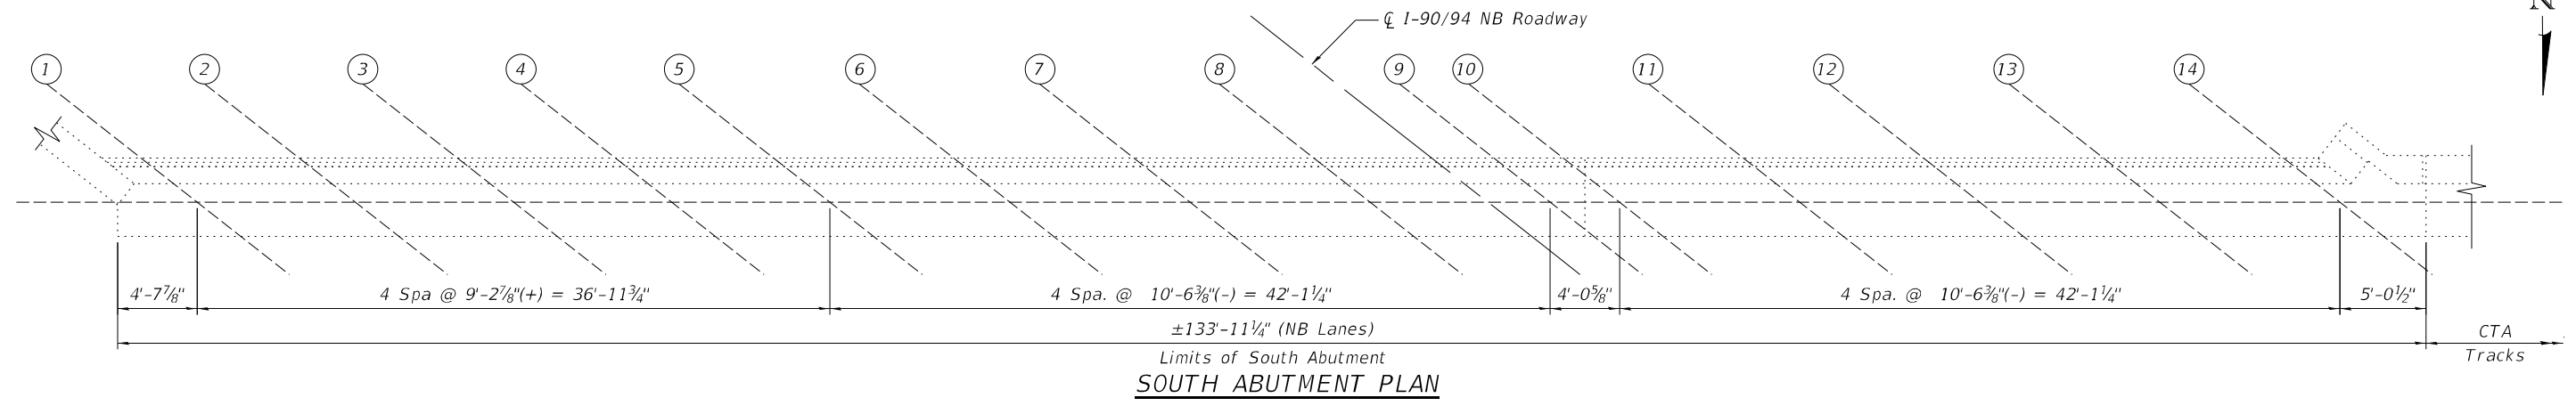 N
℄ I-90/94 NB Roadway
1 2 3 4 5 6 7 8 9 10 11 12 13 14
4'-7⅞" 4 Spa @ 9'-2⅞"(+) = 36'-11¾" 4 Spa. @ 10'-6⅜"(-) = 42'-1¼" 4'-0⅝" 4 Spa. @ 10'-6⅜"(-) = 42'-1¼" 5'-0½"
±133'-11¼" (NB Lanes) CTA
Limits of South Abutment Tracks
SOUTH ABUTMENT PLAN